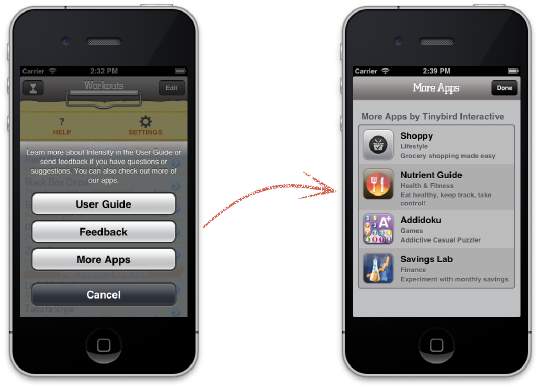 Carrier 2:32 PM
Workouts Edit
?
HELP SETTINGS
Learn more about Intensity in the User Guide or
send feedback if you have questions or
suggestions. You can also check out more of
our apps.
User Guide
Feedback
More Apps
Cancel
Carrier 2:39 PM
More Apps Done
More Apps by Tinybird Interactive
Shoppy
Lifestyle
Grocery shopping made easy
Nutrient Guide
Health & Fitness
Eat healthy, keep track, take
control!
Addidoku
Games
Addictive Casual Puzzler
Savings Lab
Finance
Experiment with monthly savings